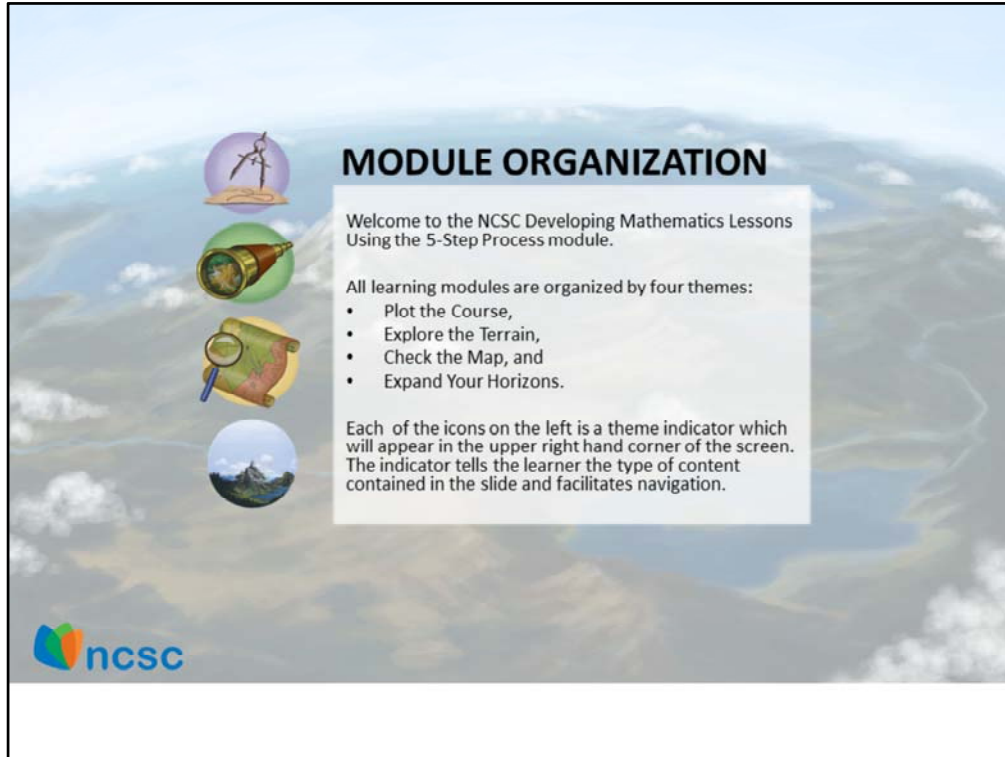 MODULE ORGANIZATION
Welcome to the NCSC Developing Mathematics Lessons
Using the 5-Step Process module.
All learning modules are organized by four themes:
• Plot the Course,
• Explore the Terrain,
• Check the Map, and
• Expand Your Horizons.
Each of the icons on the left is a theme indicator which
will appear in the upper right hand corner of the screen.
The indicator tells the learner the type of content
contained in the slide and facilitates navigation.
ncsc